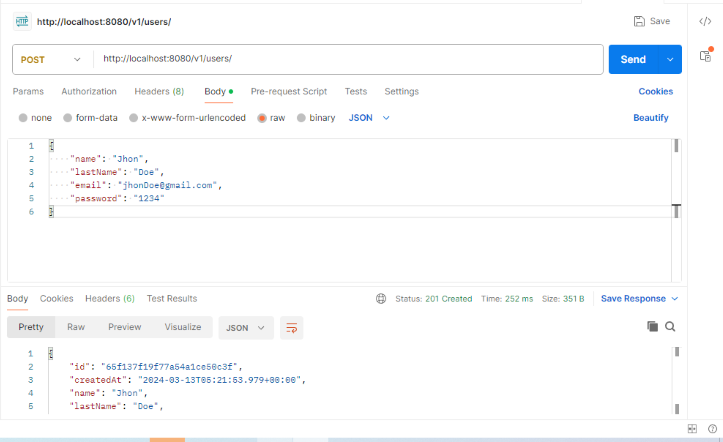 HTTP http://localhost:8080/v1/users/ Save
POST http://localhost:8080/v1/users/ Send
Params Authorization Headers (8) Body Pre-request Script Tests Settings Cookies
none form-data x-www-form-urlencoded raw binary JSON Beautify
1 {
2 "name": "Jhon",
3 "lastName": "Doe",
4 "email": "jhonDoe@gmail.com",
5 "password": "1234"
6 }
Body Cookies Headers (6) Test Results Status: 201 Created Time: 252 ms Size: 351 B Save Response
Pretty Raw Preview Visualize JSON
1 {
2 "id": "65f137f19f77a54a1ce50c3f",
3 "createdAt": "2024-03-13T05:21:53.979+00:00",
4 "name": "Jhon",
5 "lastName": "Doe",